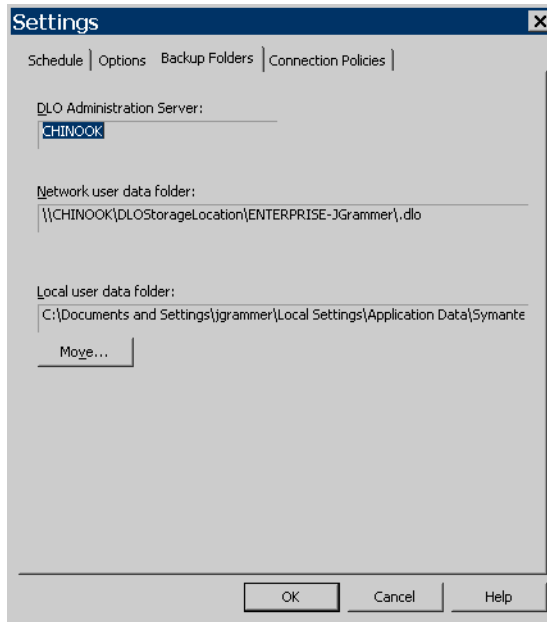 Settings
Schedule Options Backup Folders Connection Policies
DLO Administration Server:
CHINOOK
Network user data folder:
\\CHINOOK\DLOStorageLocation\ENTERPRISE-JGrammer\.dlo
Local user data folder:
C:\Documents and Settings\jgrammer\Local Settings\Application Data\Symante
Move...
OK Cancel Help